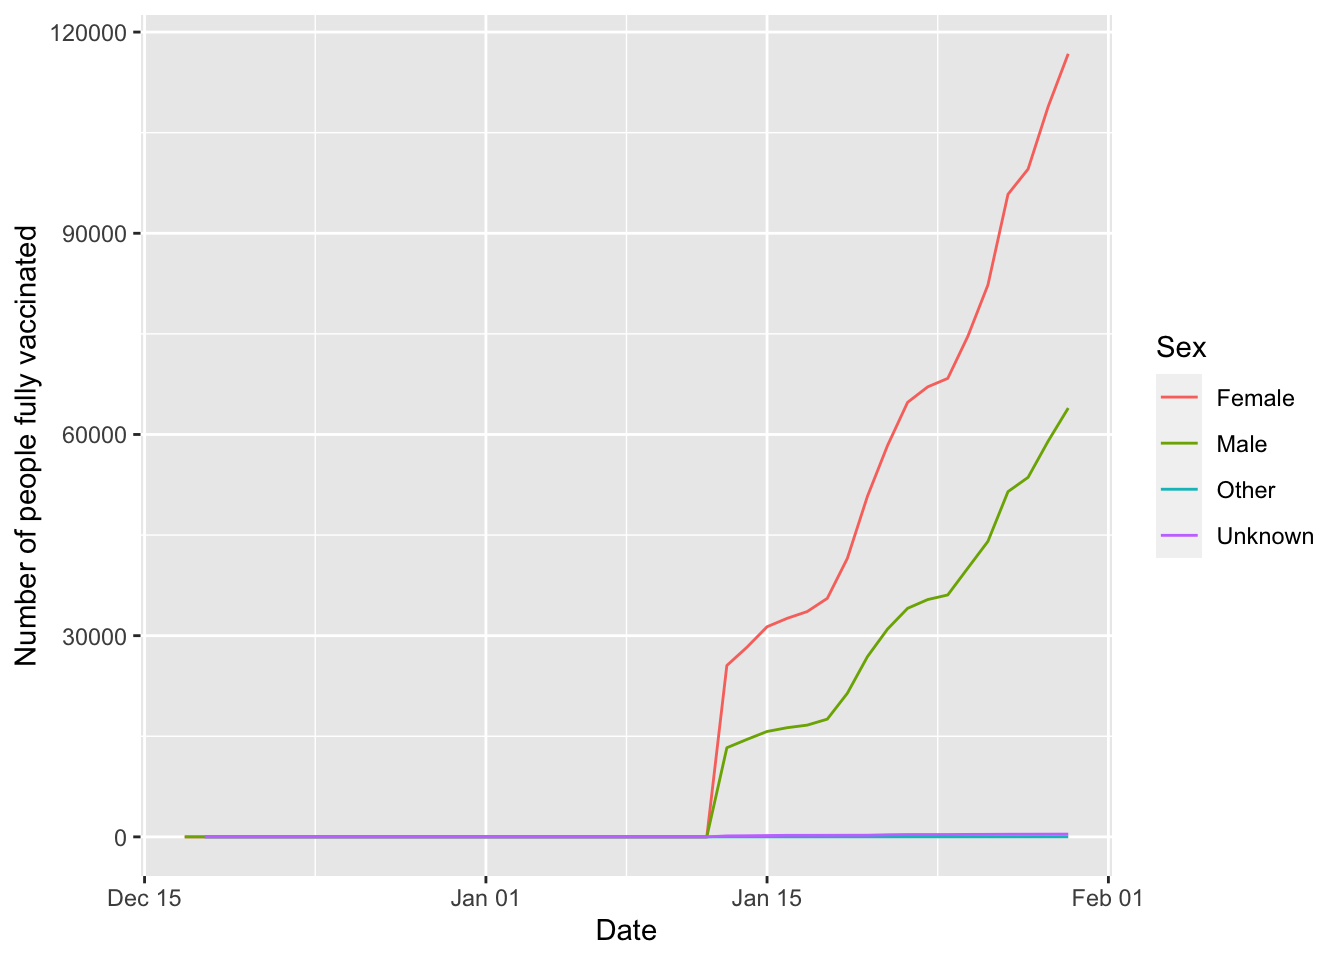 Number of people fully vaccinated
120000
90000
60000
30000
0
Dec 15
Jan 01
Jan 15
Feb 01
Date
Sex
Female
Male
Other
Unknown